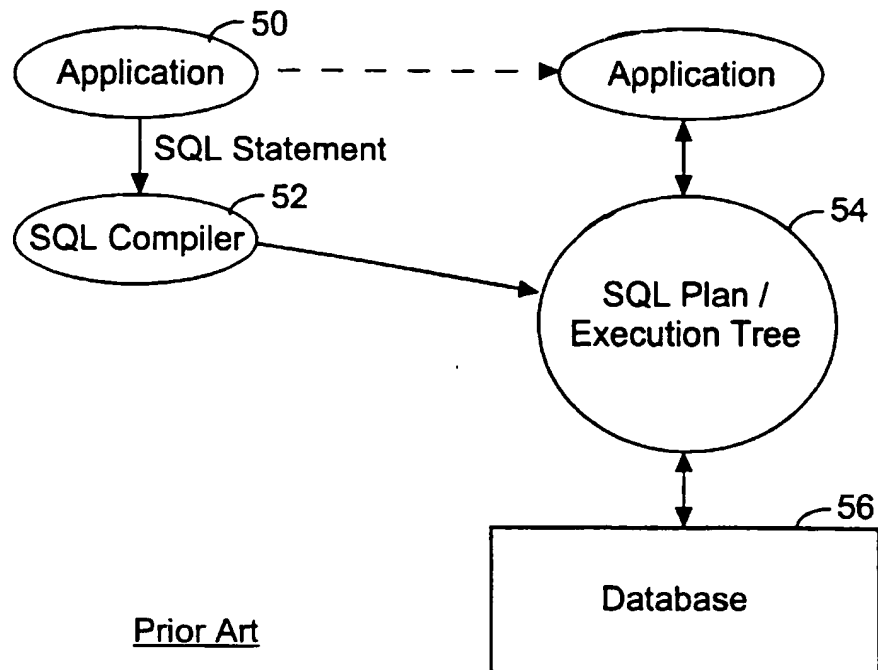 50
Application
Application
SQL Statement
52
SQL Compiler
54
SQL Plan /
Execution Tree
56
Database
Prior Art